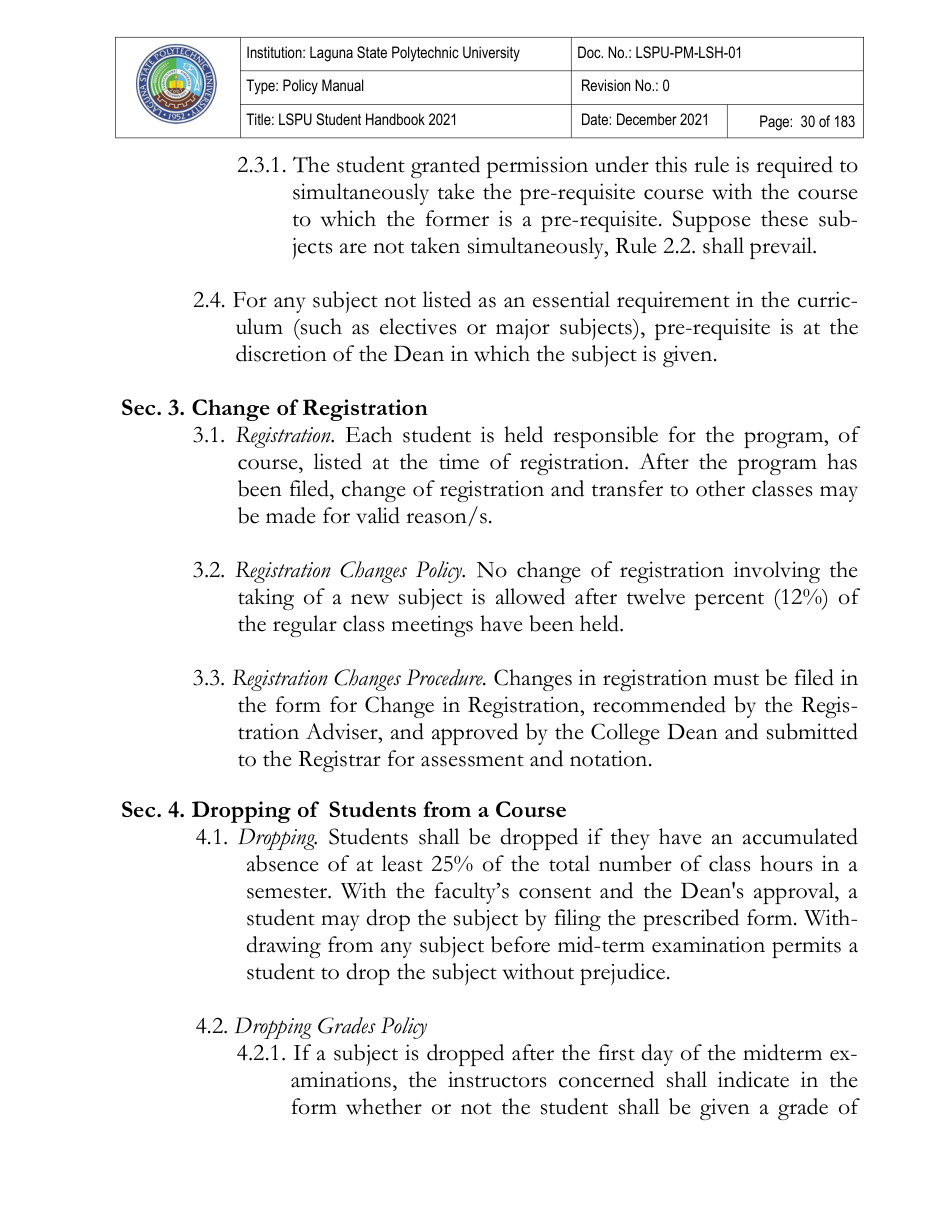 LAGUNA STATE POLYTECHNIC UNIVERSITY
• 1952 •
Institution: Laguna State Polytechnic University
Doc. No.: LSPU-PM-LSH-01
Type: Policy Manual
Revision No.: 0
Title: LSPU Student Handbook 2021
Date: December 2021
Page: 30 of 183
2.3.1. The student granted permission under this rule is required to
simultaneously take the pre-requisite course with the course
to which the former is a pre-requisite. Suppose these sub-
jects are not taken simultaneously, Rule 2.2. shall prevail.
2.4. For any subject not listed as an essential requirement in the curric-
ulum (such as electives or major subjects), pre-requisite is at the
discretion of the Dean in which the subject is given.
Sec. 3. Change of Registration
3.1. Registration. Each student is held responsible for the program, of
course, listed at the time of registration. After the program has
been filed, change of registration and transfer to other classes may
be made for valid reason/s.
3.2. Registration Changes Policy. No change of registration involving the
taking of a new subject is allowed after twelve percent (12%) of
the regular class meetings have been held.
3.3. Registration Changes Procedure. Changes in registration must be filed in
the form for Change in Registration, recommended by the Regis-
tration Adviser, and approved by the College Dean and submitted
to the Registrar for assessment and notation.
Sec. 4. Dropping of Students from a Course
4.1. Dropping. Students shall be dropped if they have an accumulated
absence of at least 25% of the total number of class hours in a
semester. With the faculty’s consent and the Dean's approval, a
student may drop the subject by filing the prescribed form. With-
drawing from any subject before mid-term examination permits a
student to drop the subject without prejudice.
4.2. Dropping Grades Policy
4.2.1. If a subject is dropped after the first day of the midterm ex-
aminations, the instructors concerned shall indicate in the
form whether or not the student shall be given a grade of